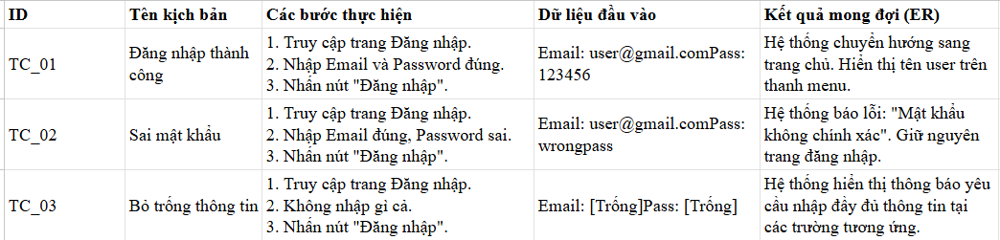 ID Tên kịch bản Các bước thực hiện Dữ liệu đầu vào Kết quả mong đợi (ER)
TC_01
Đăng nhập thành
công
1. Truy cập trang Đăng nhập.
2. Nhập Email và Password đúng.
3. Nhấn nút "Đăng nhập".
Email: user@gmail.comPass:
123456
Hệ thống chuyển hướng sang
trang chủ. Hiển thị tên user trên
thanh menu.
TC_02
Sai mật khẩu
1. Truy cập trang Đăng nhập.
2. Nhập Email đúng, Password sai.
3. Nhấn nút "Đăng nhập".
Email: user@gmail.comPass:
wrongpass
Hệ thống báo lỗi: "Mật khẩu
không chính xác". Giữ nguyên
trang đăng nhập.
TC_03
Bỏ trống thông tin
1. Truy cập trang Đăng nhập.
2. Không nhập gì cả.
3. Nhấn nút "Đăng nhập".
Email: [Trống]Pass: [Trống]
Hệ thống hiển thị thông báo yêu
cầu nhập đầy đủ thông tin tại
các trường tương ứng.